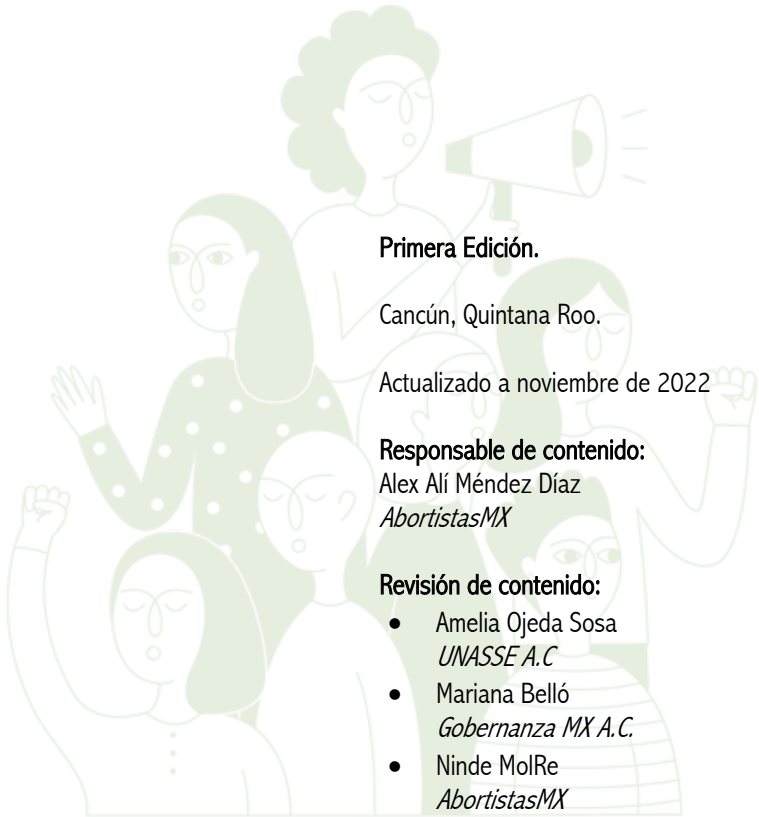 Primera Edición.
Cancún, Quintana Roo.
Actualizado a noviembre de 2022
Responsable de contenido:
Alex Alí Méndez Díaz
AbortistasMX
Revisión de contenido:
• Amelia Ojeda Sosa
UNASSE A.C
• Mariana Belló
Gobernanza MX A.C.
• Ninde MolRe
AbortistasMX